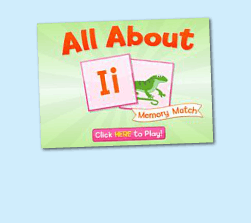 All About
Ii
Memory Match
Click HERE to Play!